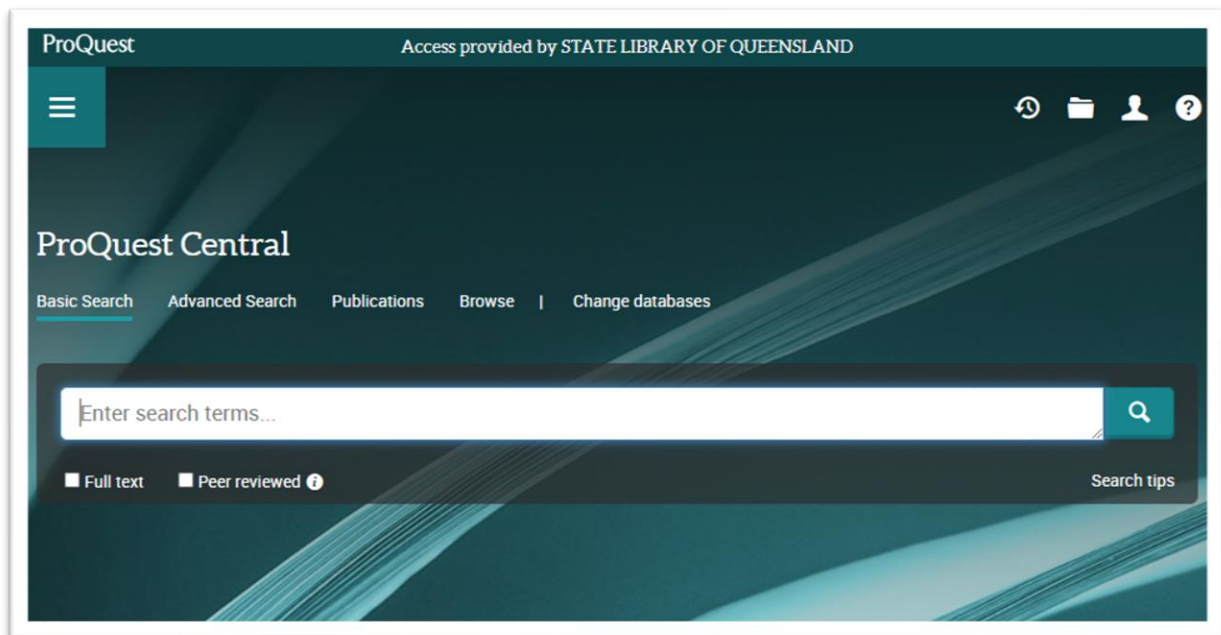 ProQuest Access provided by STATE LIBRARY OF QUEENSLAND
ProQuest Central
Basic Search Advanced Search Publications Browse | Change databases
Enter search terms...
Full text Peer reviewed Search tips